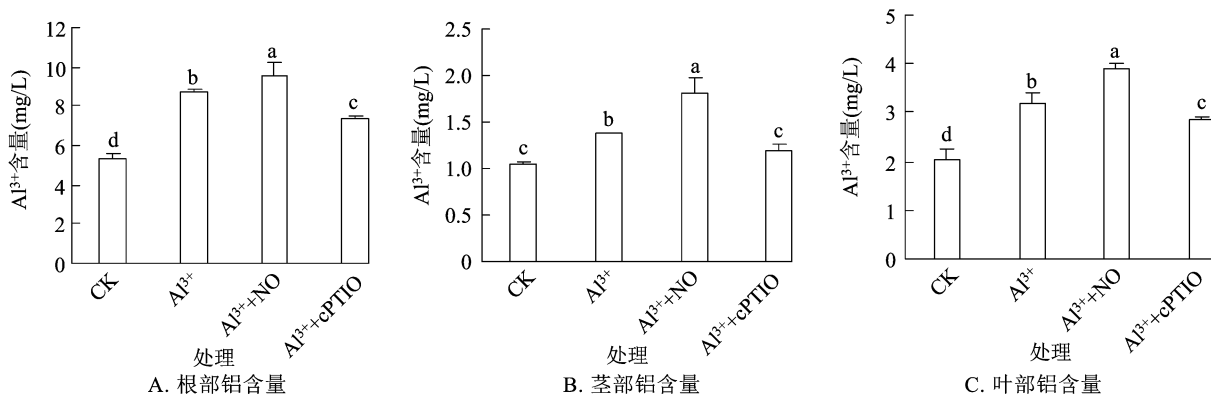 12
10
8
6
4
2
0
Al³⁺含量(mg/L)
d
b
a
c
CK
Al³⁺
Al³⁺+NO
Al³⁺+cPTIO
处理
A. 根部铝含量
2.5
2.0
1.5
1.0
0.5
0
Al³⁺含量(mg/L)
c
b
a
c
CK
Al³⁺
Al³⁺+NO
Al³⁺+cPTIO
处理
B. 茎部铝含量
5
4
3
2
1
0
Al³⁺含量(mg/L)
d
b
a
c
CK
Al³⁺
Al³⁺+NO
Al³⁺+cPTIO
处理
C. 叶部铝含量